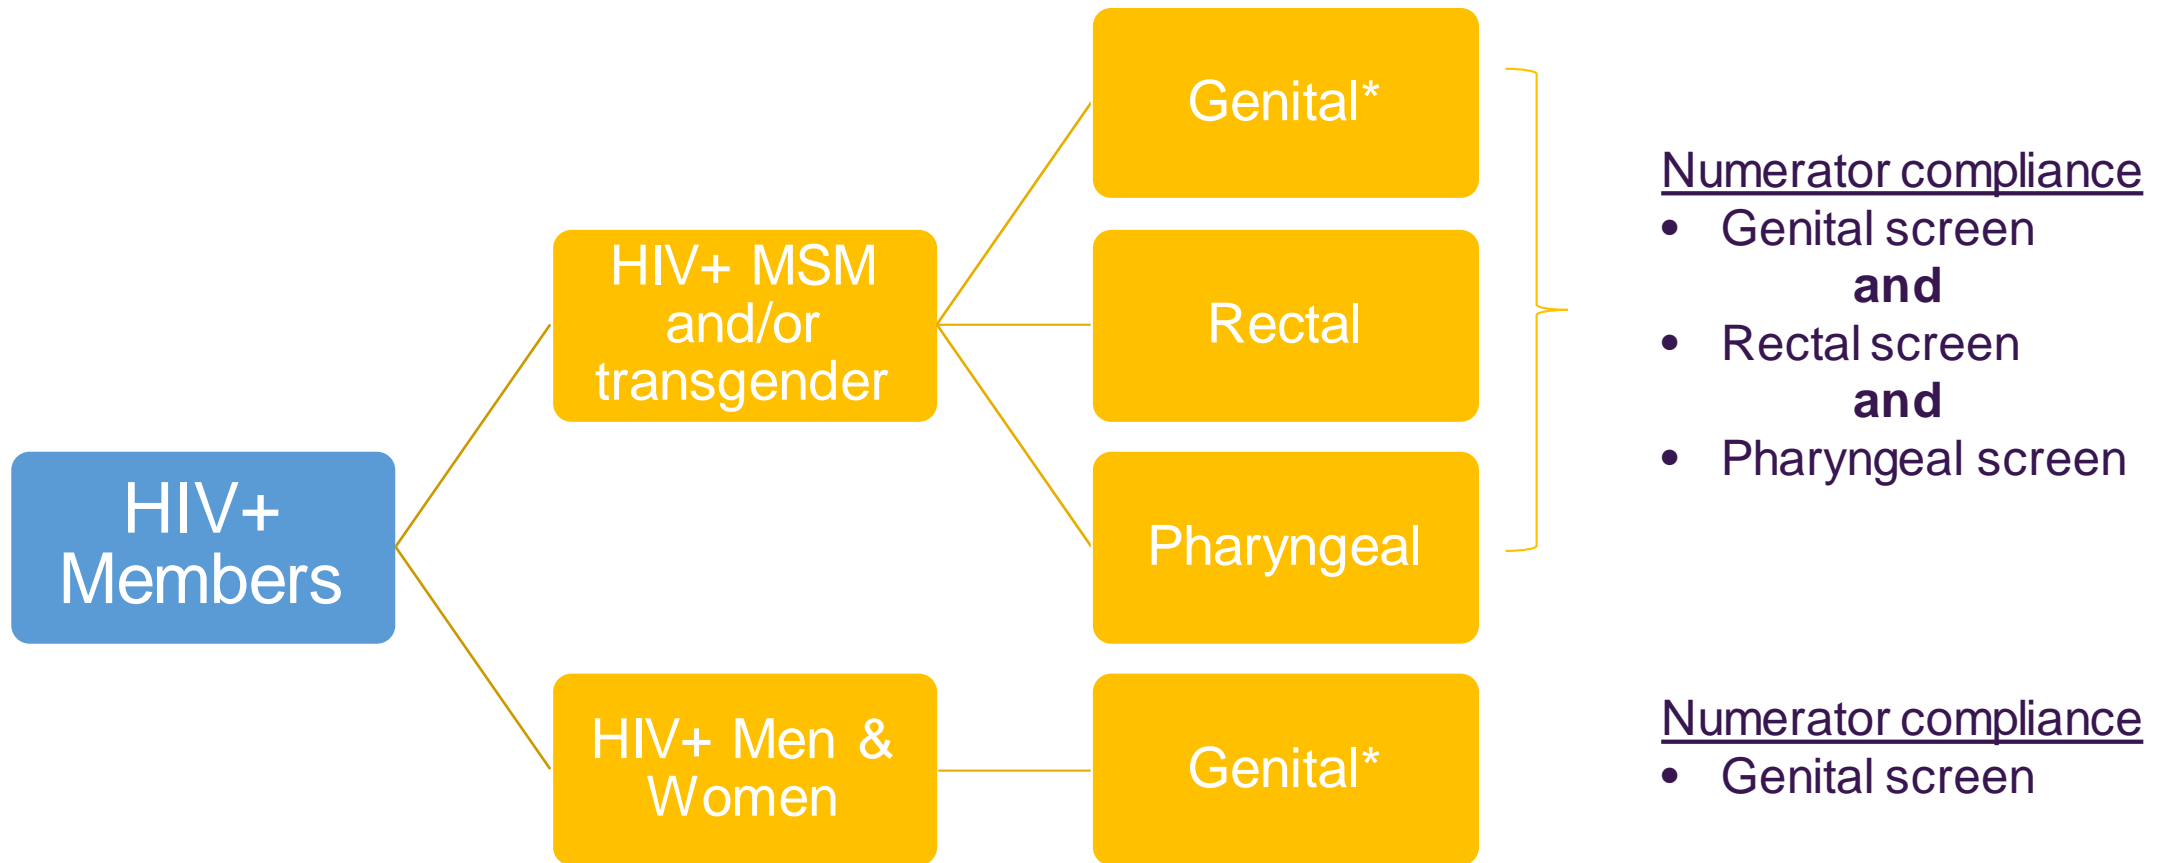 HIV+
Members
HIV+ MSM
and/or
transgender
Genital*
Rectal
Pharyngeal
Numerator compliance
• Genital screen
and
• Rectal screen
and
• Pharyngeal screen
HIV+ Men &
Women
Genital*
Numerator compliance
• Genital screen